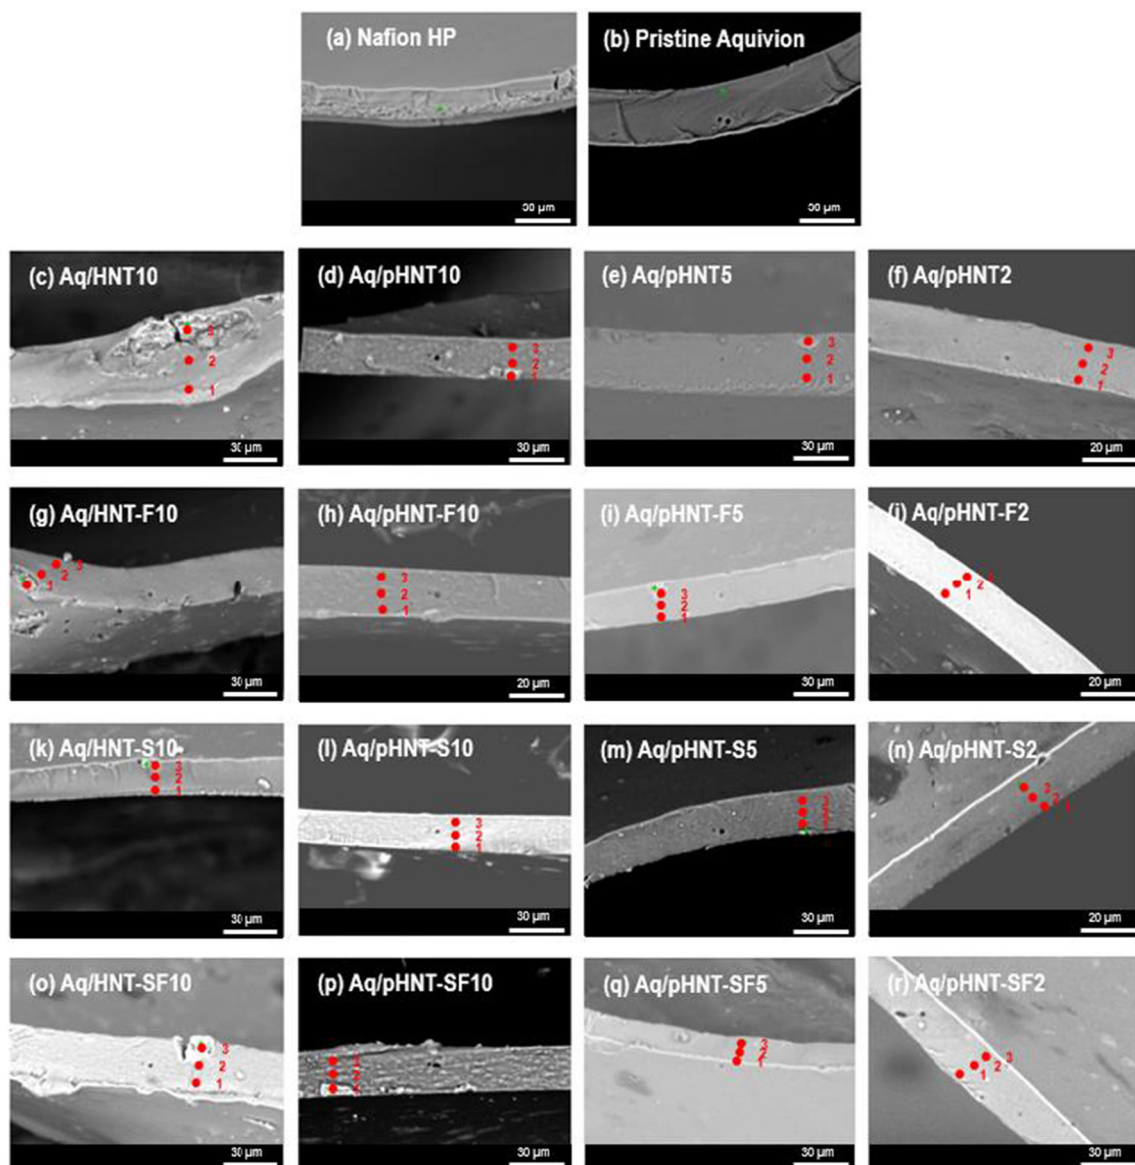 (a) Nafion HP
30 µm
(b) Pristine Aquivion
30 µm
(c) Aq/HNT10
3
2
1
30 µm
(d) Aq/pHNT10
3
2
1
30 µm
(e) Aq/pHNT5
3
2
1
30 µm
(f) Aq/pHNT2
3
2
1
20 µm
(g) Aq/HNT-F10
3
2
1
30 µm
(h) Aq/pHNT-F10
3
2
1
20 µm
(i) Aq/pHNT-F5
3
2
1
30 µm
(j) Aq/pHNT-F2
2
1
20 µm
(k) Aq/HNT-S10
3
2
1
30 µm
(l) Aq/pHNT-S10
3
2
1
30 µm
(m) Aq/pHNT-S5
3
2
30 µm
(n) Aq/pHNT-S2
3
2
1
20 µm
(o) Aq/HNT-SF10
3
2
1
30 µm
(p) Aq/pHNT-SF10
30 µm
(q) Aq/pHNT-SF5
3
2
1
30 µm
(r) Aq/pHNT-SF2
3
2
1
30 µm